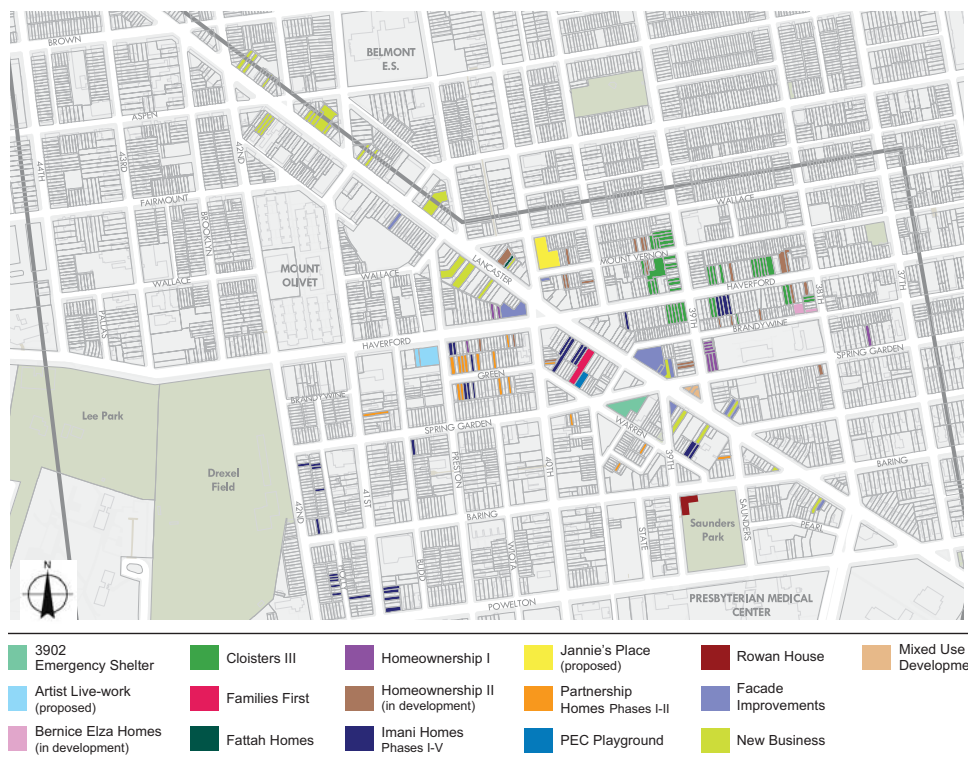 BROWN
BELMONT
E.S.
ASPEN
44TH
43RD
42ND
FAIRMOUNT
BROOKLYN
WALLACE
MOUNT
OLIVET
WALLACE
WALLACE
LANCASTER
MOUNT VERNON
HAVERFORD
37TH
38TH
39TH
BRANDYWINE
PALLAS
HAVERFORD
SPRING GARDEN
GREEN
BRANDYWINE
Lee Park
SPRING GARDEN
WARREN
Drexel
Field
42ND
41ST
PRESTON
40TH
39TH
BARING
BARING
BUDD
WIOTA
STATE
Saunders
Park
SAUNDERS
PEARL
N
POWELTON
PRESBYTERIAN MEDICAL
CENTER
3902
Emergency Shelter
Artist Live-work
(proposed)
Bernice Elza Homes
(in development)
Cloisters III
Families First
Fattah Homes
Homeownership I
Homeownership II
(in development)
Imani Homes
Phases I-V
Jannie's Place
(proposed)
Partnership
Homes Phases I-II
PEC Playground
Rowan House
Facade
Improvements
New Business
Mixed Use
Developme